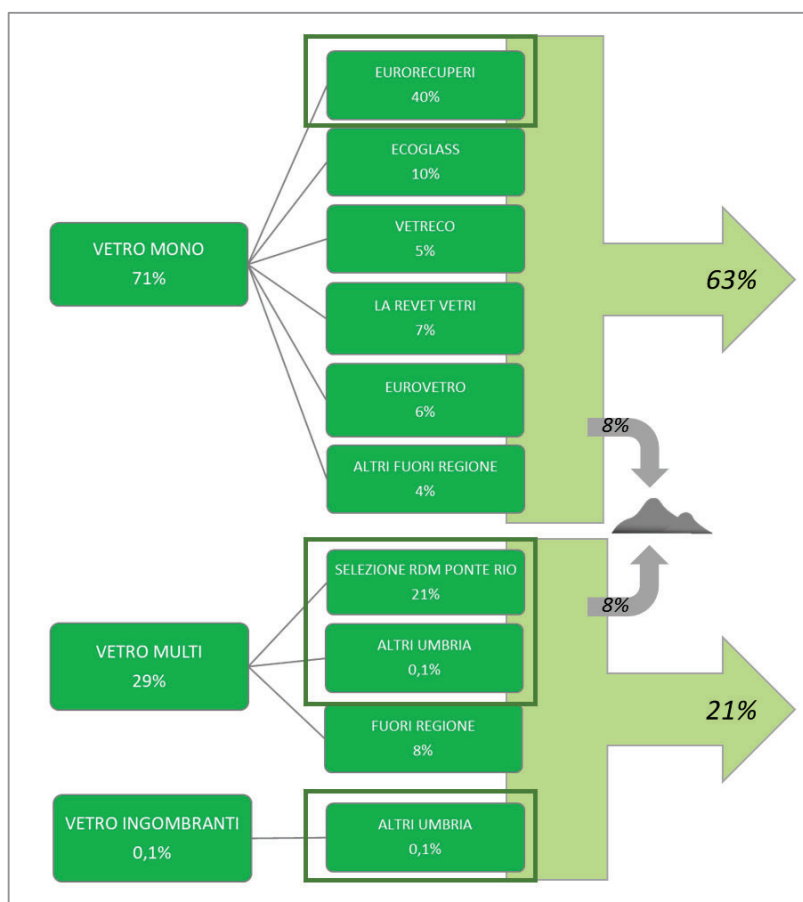 EURORECUPERI
40%
ECOGLASS
10%
VETRO MONO
71%
VETRECO
5%
LA REVET VETRI
7%
63%
EUROVETRO
6%
8%
ALTRI FUORI REGIONE
4%
SELEZIONE RDM PONTE RIO
21%
8%
VETRO MULTI
29%
ALTRI UMBRIA
0,1%
FUORI REGIONE
8%
21%
VETRO INGOMBRANTI
0,1%
ALTRI UMBRIA
0,1%